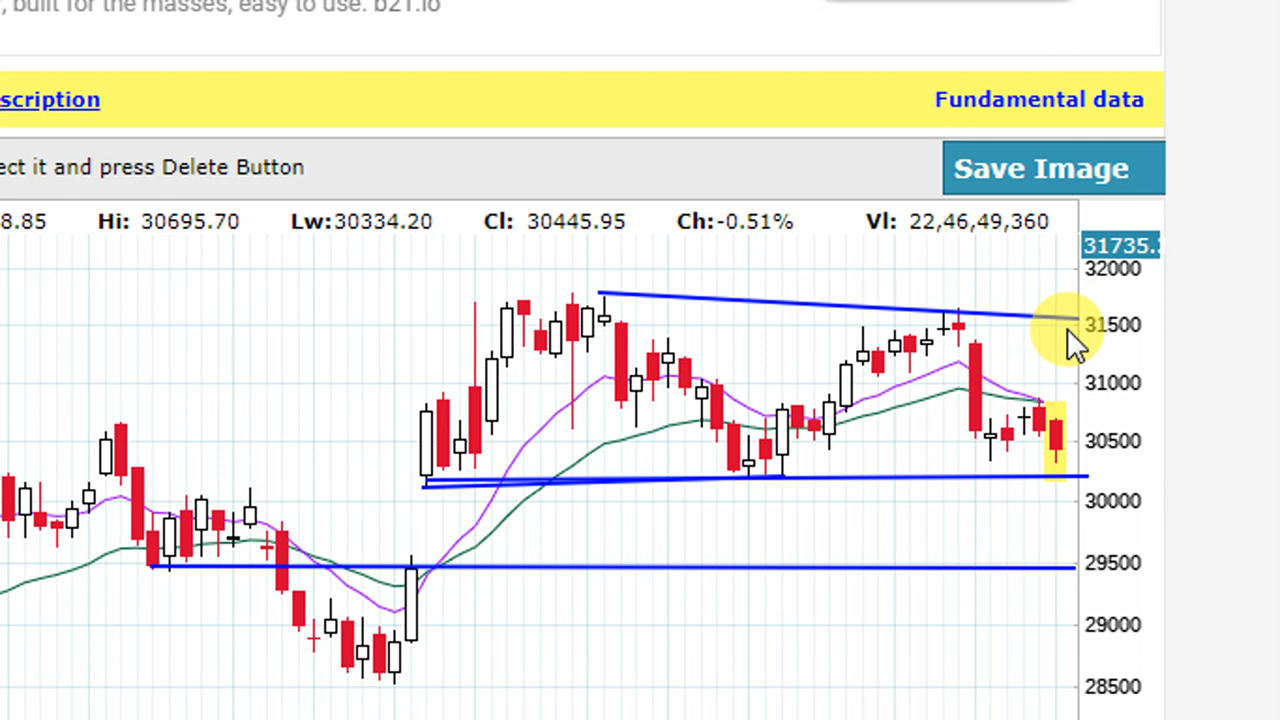 , built for the masses, easy to use. b21.io
scription
Fundamental data
ect it and press Delete Button
Save Image
8.85 Hi: 30695.70 Lw:30334.20 Cl: 30445.95 Ch:-0.51% Vl: 22,46,49,360
31735.
32000
31500
31000
30500
30000
29500
29000
28500